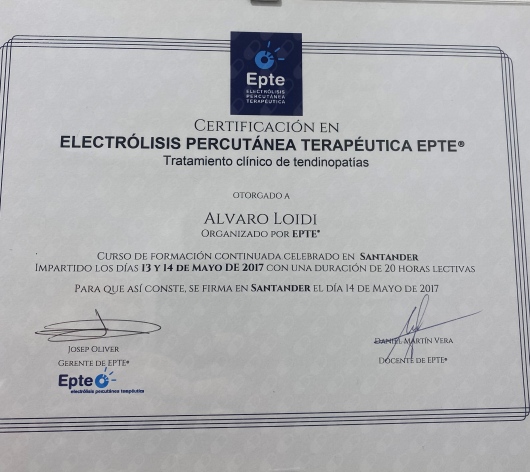 Epte
ELECTRÓLISIS
PERCUTÁNEA
TERAPÉUTICA
CERTIFICACIÓN EN
ELECTRÓLISIS PERCUTÁNEA TERAPÉUTICA EPTE®
Tratamiento clínico de tendinopatías
OTORGADO A
ALVARO LOIDI
ORGANIZADO POR EPTE®
CURSO DE FORMACIÓN CONTINUADA CELEBRADO EN SANTANDER
IMPARTIDO LOS DÍAS 13 Y 14 DE MAYO DE 2017 CON UNA DURACIÓN DE 20 HORAS LECTIVAS
PARA QUE ASÍ CONSTE, SE FIRMA EN SANTANDER EL DÍA 14 DE MAYO DE 2017
JOSEP OLIVER
GERENTE DE EPTE®
DANIEL MARTÍN VERA
DOCENTE DE EPTE®
Epte
electrólisis percutánea terapéutica